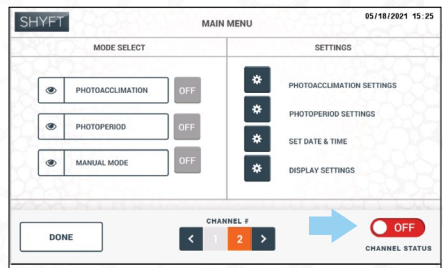 SHYFT MAIN MENU 05/18/2021 15:25
MODE SELECT SETTINGS
PHOTOACCLIMATION OFF PHOTOACCLIMATION SETTINGS
PHOTOPERIOD OFF PHOTOPERIOD SETTINGS
MANUAL MODE OFF SET DATE & TIME
DISPLAY SETTINGS
CHANNEL #
DONE < 1 2 > OFF
CHANNEL STATUS